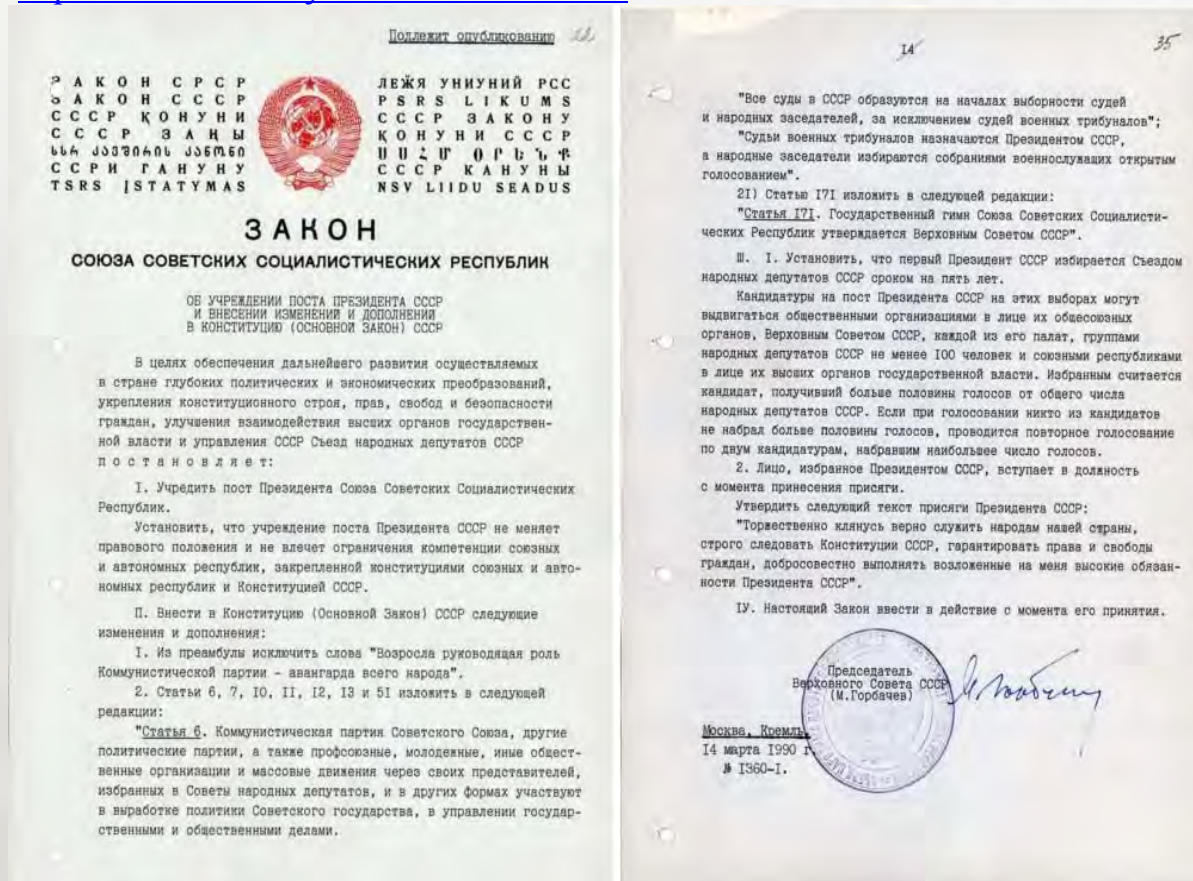 Подлежит опубликованию
ЗАКОН СРСР
ЗАКОН СССР
СССР ҚОНУНИ
СССР ЗАҢЫ
ССРИ ГАНУНУ
TSRS ĮSTATYMAS
ЛЕЖЯ УНИУНИЙ РСС
PSRS LIKUMS
СССР ЗАКОНУ
ҚОНУНИ СССР
ՍՍՀՄ ՕՐԵՆՔ
СССР КАНУНЫ
NSV LIIDU SEADUS
ЗАКОН
СОЮЗА СОВЕТСКИХ СОЦИАЛИСТИЧЕСКИХ РЕСПУБЛИК
ОБ УЧРЕЖДЕНИИ ПОСТА ПРЕЗИДЕНТА СССР
И ВНЕСЕНИИ ИЗМЕНЕНИЙ И ДОПОЛНЕНИЙ
В КОНСТИТУЦИЮ (ОСНОВНОЙ ЗАКОН) СССР
В целях обеспечения дальнейшего развития осуществляемых
в стране глубоких политических и экономических преобразований,
укрепления конституционного строя, прав, свобод и безопасности
граждан, улучшения взаимодействия высших органов государствен-
ной власти и управления СССР Съезд народных депутатов СССР
постановляет:
I. Учредить пост Президента Союза Советских Социалистических
Республик.
Установить, что учреждение поста Президента СССР не меняет
правового положения и не влечет ограничения компетенции союзных
и автономных республик, закрепленной конституциями союзных и авто-
номных республик и Конституцией СССР.
П. Внести в Конституцию (Основной Закон) СССР следующие
изменения и дополнения:
I. Из преамбулы исключить слова "Возросла руководящая роль
Коммунистической партии - авангарда всего народа".
2. Статьи 6, 7, IO, II, I2, I3 и 5I изложить в следующей
редакции:
"Статья 6. Коммунистическая партия Советского Союза, другие
политические партии, а также профсоюзные, молодежные, иные общест-
венные организации и массовые движения через своих представителей,
избранных в Советы народных депутатов, и в других формах участвуют
в выработке политики Советского государства, в управлении государ-
ственными и общественными делами.
I4
35
"Все суды в СССР образуются на началах выборности судей
и народных заседателей, за исключением судей военных трибуналов";
"Судьи военных трибуналов назначаются Президентом СССР,
а народные заседатели избираются собраниями военнослужащих открытым
голосованием".
2I) Статью I7I изложить в следующей редакции:
"Статья I7I. Государственный гимн Союза Советских Социалисти-
ческих Республик утверждается Верховным Советом СССР".
Ш. I. Установить, что первый Президент СССР избирается Съездом
народных депутатов СССР сроком на пять лет.
Кандидатуры на пост Президента СССР на этих выборах могут
выдвигаться общественными организациями в лице их общесоюзных
органов, Верховным Советом СССР, каждой из его палат, группами
народных депутатов СССР не менее IOO человек и союзными республиками
в лице их высших органов государственной власти. Избранным считается
кандидат, получивший больше половины голосов от общего числа
народных депутатов СССР. Если при голосовании никто из кандидатов
не набрал больше половины голосов, проводится повторное голосование
по двум кандидатурам, набравшим наибольшее число голосов.
2. Лицо, избранное Президентом СССР, вступает в должность
с момента принесения присяги.
Утвердить следующий текст присяги Президента СССР:
"Торжественно клянусь верно служить народам нашей страны,
строго следовать Конституции СССР, гарантировать права и свободы
граждан, добросовестно выполнять возложенные на меня высокие обязан-
ности Президента СССР".
IУ. Настоящий Закон ввести в действие с момента его принятия.
Председатель
Верховного Совета СССР
(М.Горбачев)
Москва, Кремль.
I4 марта I990 г.
№ I360-I.